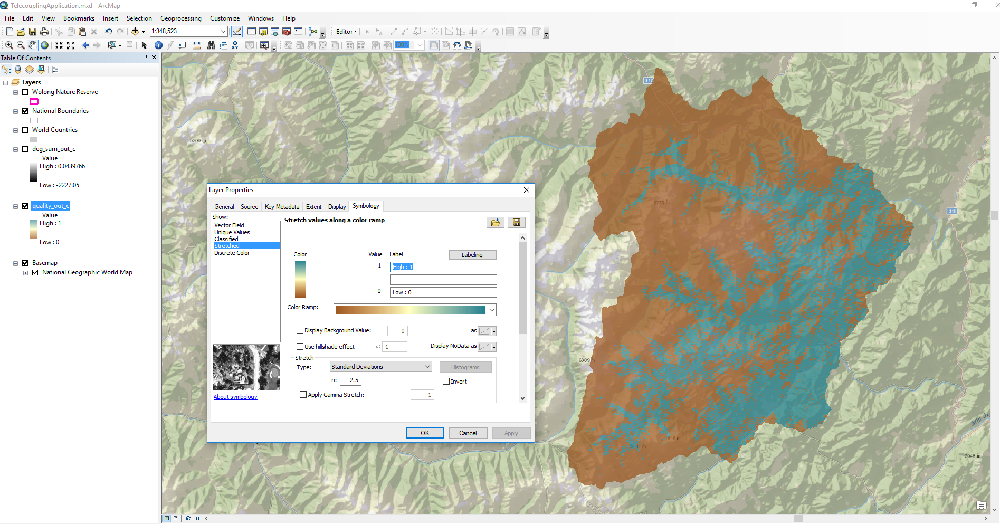 TelecouplingApplication.mxd - ArcMap
File Edit View Bookmarks Insert Selection Geoprocessing Customize Windows Help
1:348,523
Editor
100%
Table Of Contents
Layers
Wolong Nature Reserve
National Boundaries
World Countries
deg_sum_out_c
Value
High : 0.0439766
Low : -2227.05
quality_out_c
Value
High : 1
Low : 0
Basemap
National Geographic World Map
Layer Properties
General Source Key Metadata Extent Display Symbology
Show:
Vector Field
Unique Values
Classified
Stretched
Discrete Color
About symbology
Stretch values along a color ramp
Color Value Label Labeling
1 High : 1
0 Low : 0
Color Ramp:
Display Background Value: 0 as
Use hillshade effect Z: 1 Display NoData as
Stretch
Type: Standard Deviations Histograms
n: 2.5 Invert
Apply Gamma Stretch: 1
OK Cancel Apply
317
5209 m
5775 m
213
6309 m
4846 m
5141 m
2048 m
Min Jia